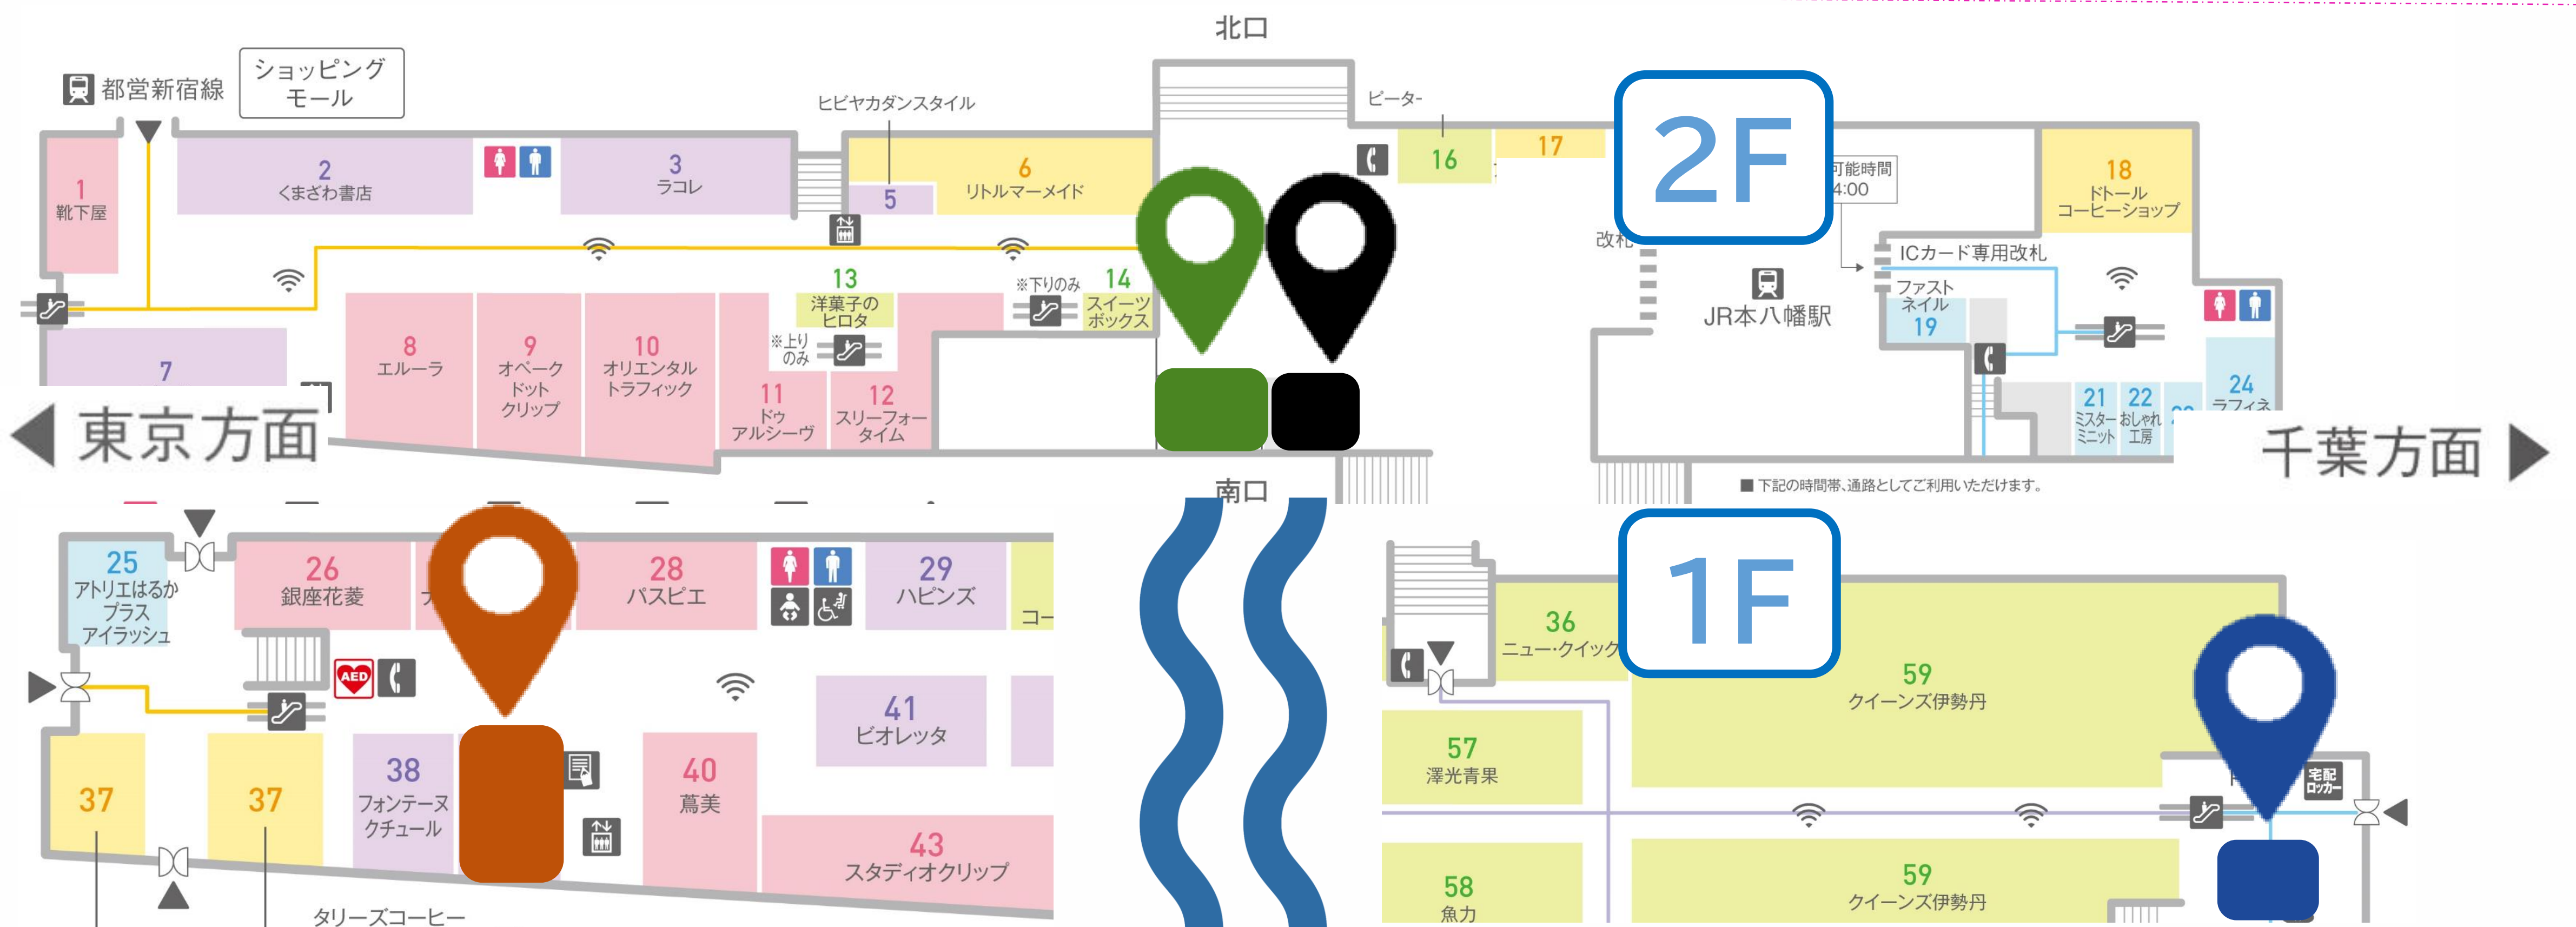 北口
都営新宿線
ショッピング
モール
ヒビヤカダンスタイル
ピーター
1
靴下屋
2
くまざわ書店
3
ラコレ
5
6
リトルマーメイド
16
17
2F
可能時間
4:00
18
ドトール
コーヒーショップ
改札
ICカード専用改札
ファスト
ネイル
19
JR本八幡駅
※下りのみ
14
スイーツ
ボックス
13
洋菓子の
ヒロタ
※上り
のみ
7
8
エルーラ
9
オペーク
ドット
クリップ
10
オリエンタル
トラフィック
11
ドゥ
アルシーヴ
12
スリーフォー
タイム
21
ミスター
ミニット
22
おしゃれ
工房
24
ラフィネ
東京方面
千葉方面
南口
■下記の時間帯、通路としてご利用いただけます。
25
アトリエはるか
プラス
アイラッシュ
26
銀座花菱
28
パスピエ
29
ハピンズ
コー
AED
36
ニュー・クイック
1F
59
クイーンズ伊勢丹
41
ビオレッタ
57
澤光青果
宅配
ロッカー
37
37
38
フォンテーヌ
クチュール
40
蔦美
43
スタディオクリップ
58
魚力
59
クイーンズ伊勢丹
タリーズコーヒー